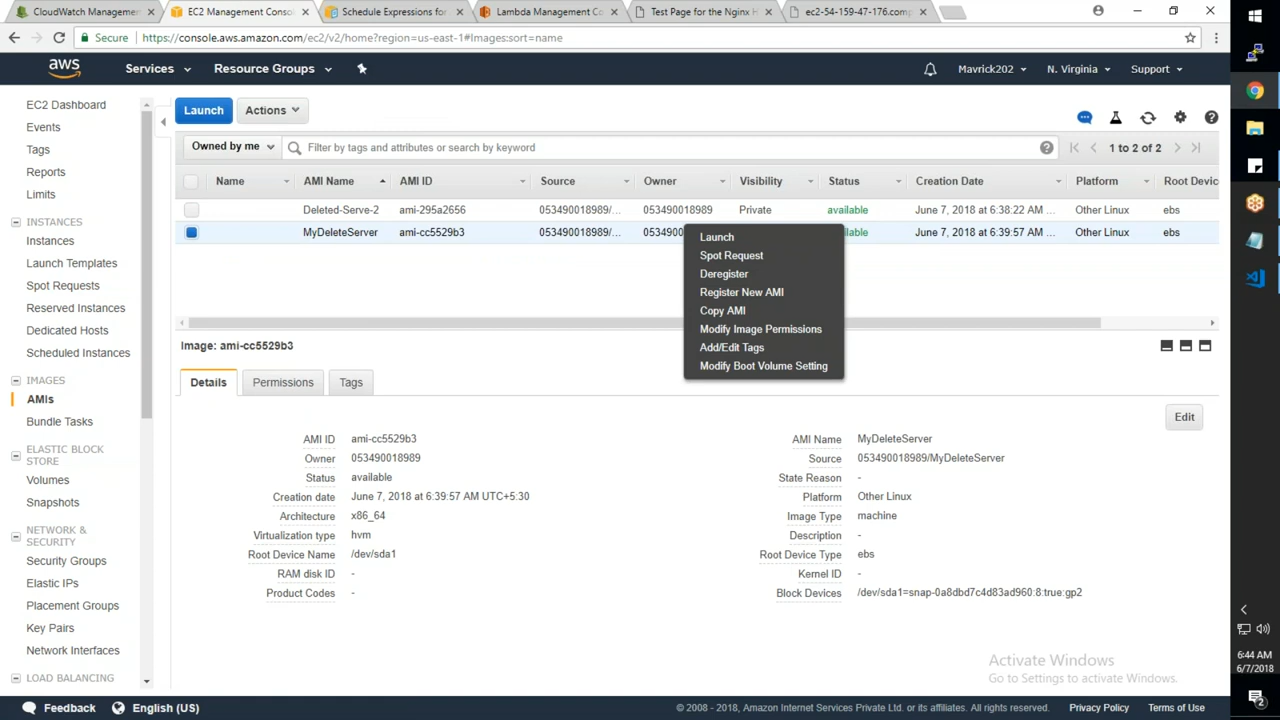 CloudWatch Managemen
EC2 Management Conso
Schedule Expressions for
Lambda Management Co
Test Page for the Nginx H
ec2-54-159-47-176.comp
Secure
https://console.aws.amazon.com/ec2/v2/home?region=us-east-1#Images:sort=name
aws
Services
Resource Groups
Mavrick202
N. Virginia
Support
EC2 Dashboard
Events
Tags
Reports
Limits
INSTANCES
Instances
Launch Templates
Spot Requests
Reserved Instances
Dedicated Hosts
Scheduled Instances
IMAGES
AMIs
Bundle Tasks
ELASTIC BLOCK
STORE
Volumes
Snapshots
NETWORK &
SECURITY
Security Groups
Elastic IPs
Placement Groups
Key Pairs
Network Interfaces
LOAD BALANCING
Launch
Actions
Owned by me
Filter by tags and attributes or search by keyword
1 to 2 of 2
Name AMI Name AMI ID Source Owner Visibility Status Creation Date Platform Root Devic
Deleted-Serve-2 ami-295a2656 053490018989/... 053490018989 Private available June 7, 2018 at 6:38:22 AM ... Other Linux ebs
MyDeleteServer ami-cc5529b3 053490018989/... 05349 ilable June 7, 2018 at 6:39:57 AM ... Other Linux ebs
Launch
Spot Request
Deregister
Register New AMI
Copy AMI
Modify Image Permissions
Add/Edit Tags
Modify Boot Volume Setting
Image: ami-cc5529b3
Details
Permissions
Tags
Edit
AMI ID ami-cc5529b3
Owner 053490018989
Status available
Creation date June 7, 2018 at 6:39:57 AM UTC+5:30
Architecture x86_64
Virtualization type hvm
Root Device Name /dev/sda1
RAM disk ID -
Product Codes -
AMI Name MyDeleteServer
Source 053490018989/MyDeleteServer
State Reason -
Platform Other Linux
Image Type machine
Description -
Root Device Type ebs
Kernel ID -
Block Devices /dev/sda1=snap-0a8dbd7c4d83ad960:8:true:gp2
Activate Windows
Go to Settings to activate Windows.
Feedback
English (US)
© 2008 - 2018, Amazon Internet Services Private Ltd. or its affiliates. All rights reserved.
Privacy Policy
Terms of Use
6:44 AM
6/7/2018
2